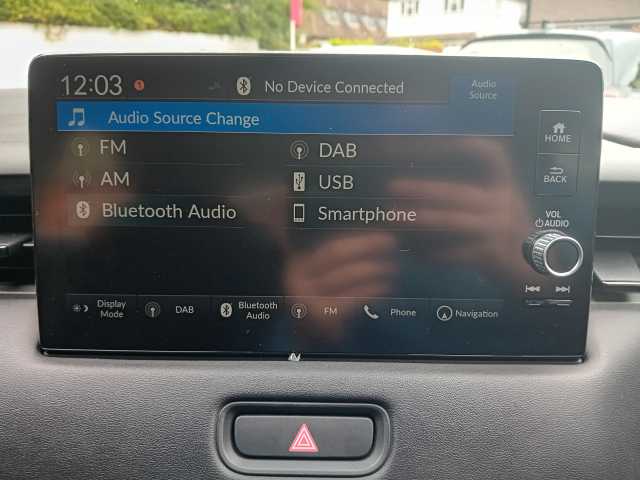 12:03
1
No Device Connected
Audio
Source
Audio Source Change
FM
DAB
AM
USB
Bluetooth Audio
Smartphone
HOME
BACK
VOL
AUDIO
Display
Mode
DAB
Bluetooth
Audio
FM
Phone
Navigation